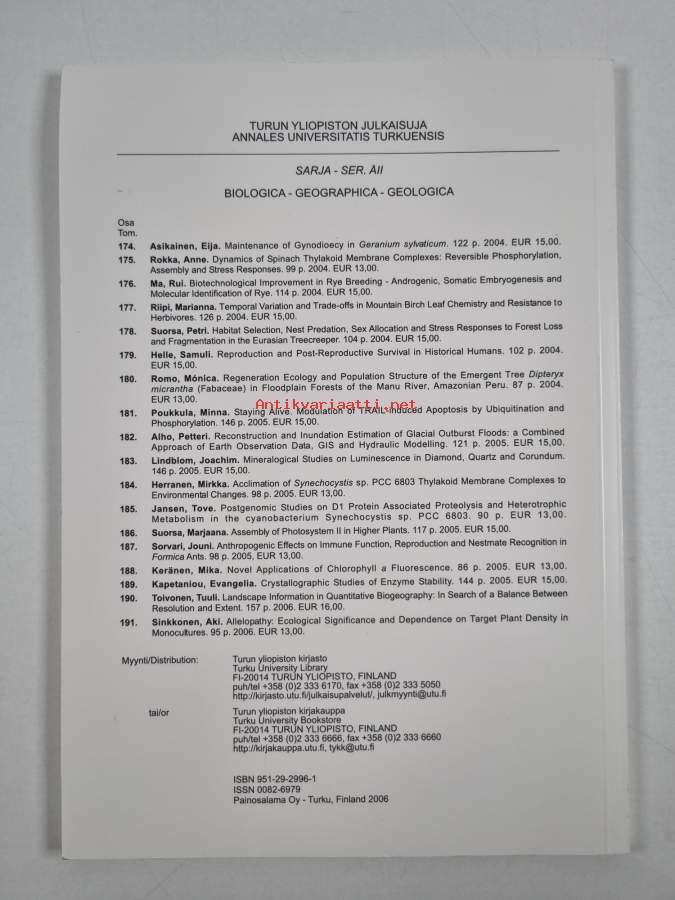 TURUN YLIOPISTON JULKAISUJA
ANNALES UNIVERSITATIS TURKUENSIS
SARJA - SER. AII
BIOLOGICA - GEOGRAPHICA - GEOLOGICA
Osa
Tom.
174. Asikainen, Eija. Maintenance of Gynodioecy in Geranium sylvaticum. 122 p. 2004. EUR 15,00.
175. Rokka, Anne. Dynamics of Spinach Thylakoid Membrane Complexes: Reversible Phosphorylation,
Assembly and Stress Responses. 99 p. 2004. EUR 13,00.
176. Ma, Rui. Biotechnological Improvement in Rye Breeding - Androgenic, Somatic Embryogenesis and
Molecular Identification of Rye. 114 p. 2004. EUR 15,00.
177. Riipi, Marianna. Temporal Variation and Trade-offs in Mountain Birch Leaf Chemistry and Resistance to
Herbivores. 126 p. 2004. EUR 15,00.
178. Suorsa, Petri. Habitat Selection, Nest Predation, Sex Allocation and Stress Responses to Forest Loss
and Fragmentation in the Eurasian Treecreeper. 104 p. 2004. EUR 15,00.
179. Helle, Samuli. Reproduction and Post-Reproductive Survival in Historical Humans. 102 p. 2004.
EUR 15,00.
180. Romo, Mónica. Regeneration Ecology and Population Structure of the Emergent Tree Dipteryx
micrantha (Fabaceae) in Floodplain Forests of the Manu River, Amazonian Peru. 87 p. 2004.
EUR 13,00.
Antikvariaatti.net
181. Poukkula, Minna. Staying Alive. Modulation of TRAIL-Induced Apoptosis by Ubiquitination and
Phosphorylation. 146 p. 2005. EUR 15,00.
182. Alho, Petteri. Reconstruction and Inundation Estimation of Glacial Outburst Floods: a Combined
Approach of Earth Observation Data, GIS and Hydraulic Modelling. 121 p. 2005. EUR 15,00.
183. Lindblom, Joachim. Mineralogical Studies on Luminescence in Diamond, Quartz and Corundum.
146 p. 2005. EUR 15,00.
184. Herranen, Mirkka. Acclimation of Synechocystis sp. PCC 6803 Thylakoid Membrane Complexes to
Environmental Changes. 98 p. 2005. EUR 13,00.
185. Jansen, Tove. Postgenomic Studies on D1 Protein Associated Proteolysis and Heterotrophic
Metabolism in the cyanobacterium Synechocystis sp. PCC 6803. 90 p. EUR 13,00.
186. Suorsa, Marjaana. Assembly of Photosystem II in Higher Plants. 117 p. 2005. EUR 15,00.
187. Sorvari, Jouni. Anthropogenic Effects on Immune Function, Reproduction and Nestmate Recognition in
Formica Ants. 98 p. 2005, EUR 13,00.
188. Keränen, Mika. Novel Applications of Chlorophyll a Fluorescence. 86 p. 2005. EUR 13,00.
189. Kapetaniou, Evangelia. Crystallographic Studies of Enzyme Stability. 144 p. 2005. EUR 15,00.
190. Toivonen, Tuuli. Landscape Information in Quantitative Biogeography: In Search of a Balance Between
Resolution and Extent. 157 p. 2006. EUR 16,00.
191. Sinkkonen, Aki. Allelopathy: Ecological Significance and Dependence on Target Plant Density in
Monocultures. 95 p. 2006. EUR 13,00.
Myynti/Distribution: Turun yliopiston kirjasto
Turku University Library
FI-20014 TURUN YLIOPISTO, FINLAND
puh/tel +358 (0)2 333 6170, fax +358 (0)2 333 5050
http://kirjasto.utu.fi/julkaisupalvelut/, julkmyynti@utu.fi
tai/or Turun yliopiston kirjakauppa
Turku University Bookstore
FI-20014 TURUN YLIOPISTO, FINLAND
puh/tel +358 (0)2 333 6666, fax +358 (0)2 333 6660
http://kirjakauppa.utu.fi, tykk@utu.fi
ISBN 951-29-2996-1
ISSN 0082-6979
Painosalama Oy - Turku, Finland 2006